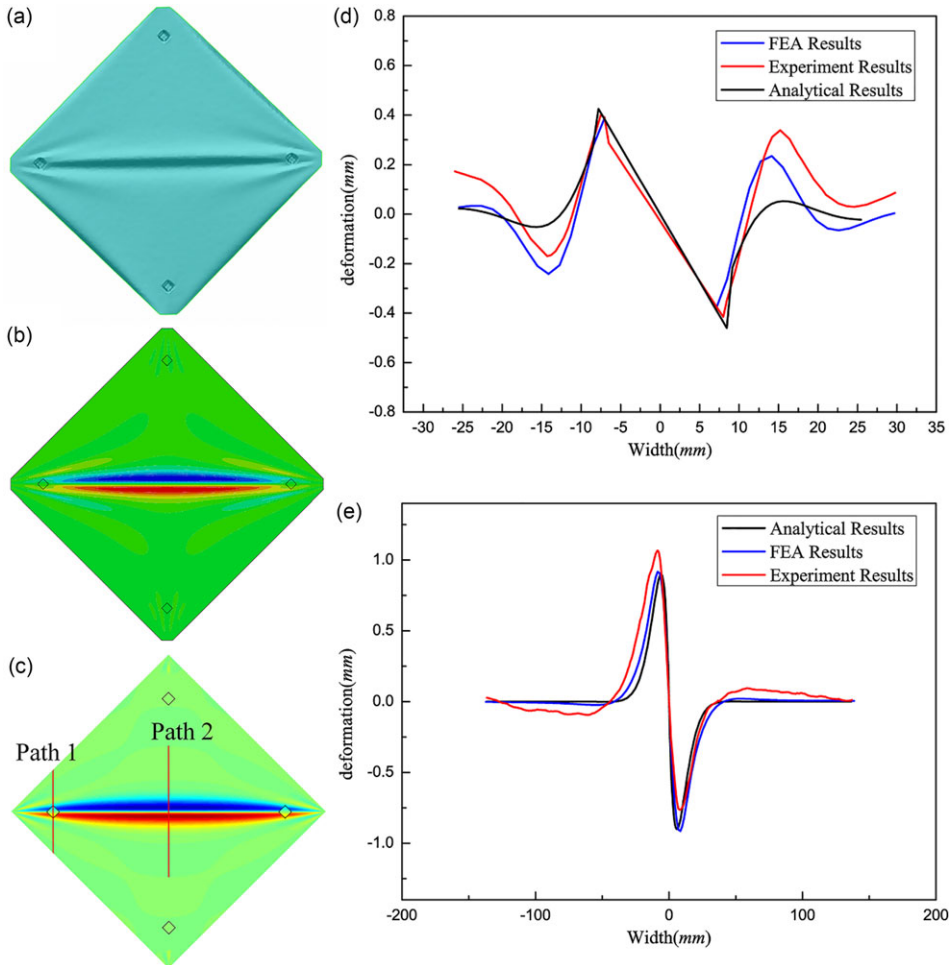 (a)
(b)
(c)
Path 1
Path 2
(d)
0.8
0.6
0.4
0.2
0.0
-0.2
-0.4
-0.6
-0.8
deformation(mm)
FEA Results
Experiment Results
Analytical Results
-30 -25 -20 -15 -10 -5 0 5 10 15 20 25 30 35
Width(mm)
(e)
1.0
0.5
0.0
-0.5
-1.0
deformation(mm)
Analytical Results
FEA Results
Experiment Results
-200 -100 0 100 200
Width(mm)